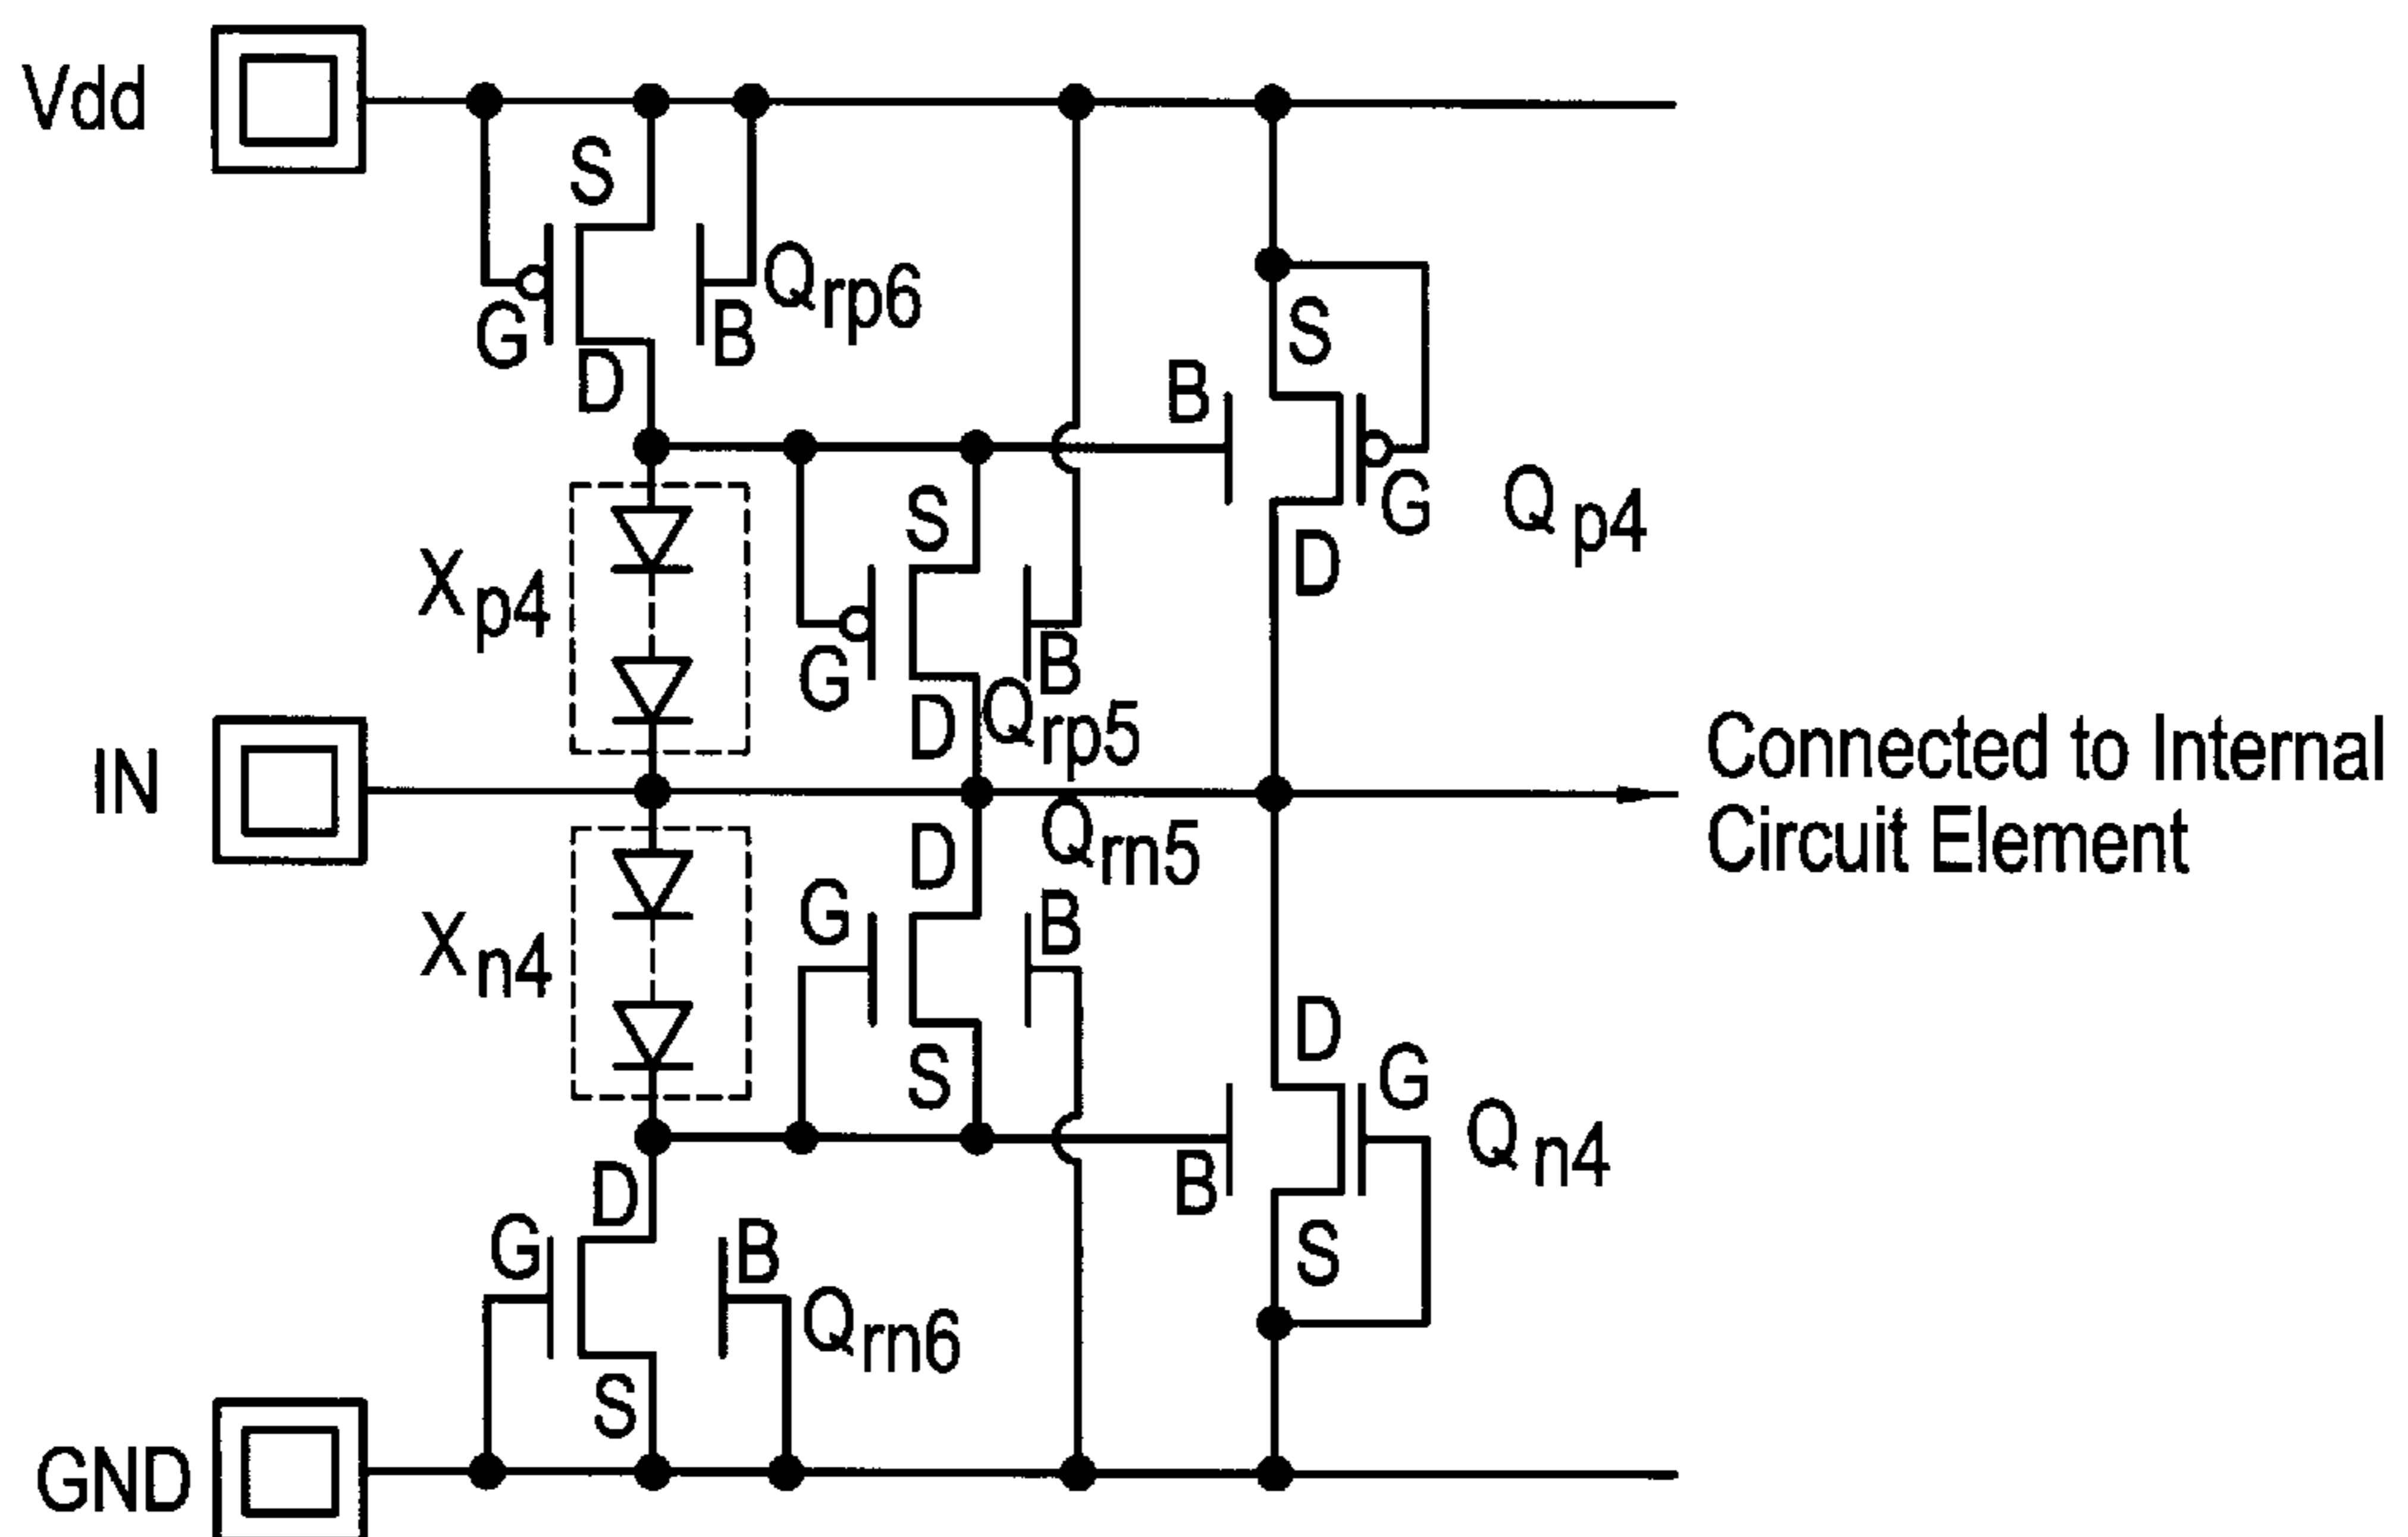 Vdd
S
G
B
Qrp6
D
S
B
G
Qp4
D
Xp4
S
G
B
D
Qrp5
IN
Connected to Internal
Circuit Element
Qrn5
D
G
B
Xn4
S
D
G
Qn4
B
S
D
G
B
Qrn6
S
GND